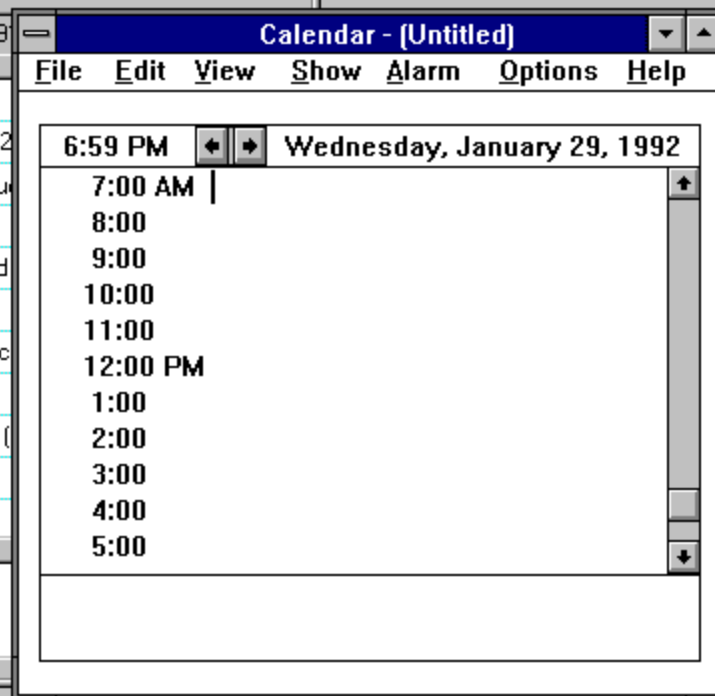 Calendar - (Untitled)
File Edit View Show Alarm Options Help
6:59 PM Wednesday, January 29, 1992
7:00 AM
8:00
9:00
10:00
11:00
12:00 PM
1:00
2:00
3:00
4:00
5:00